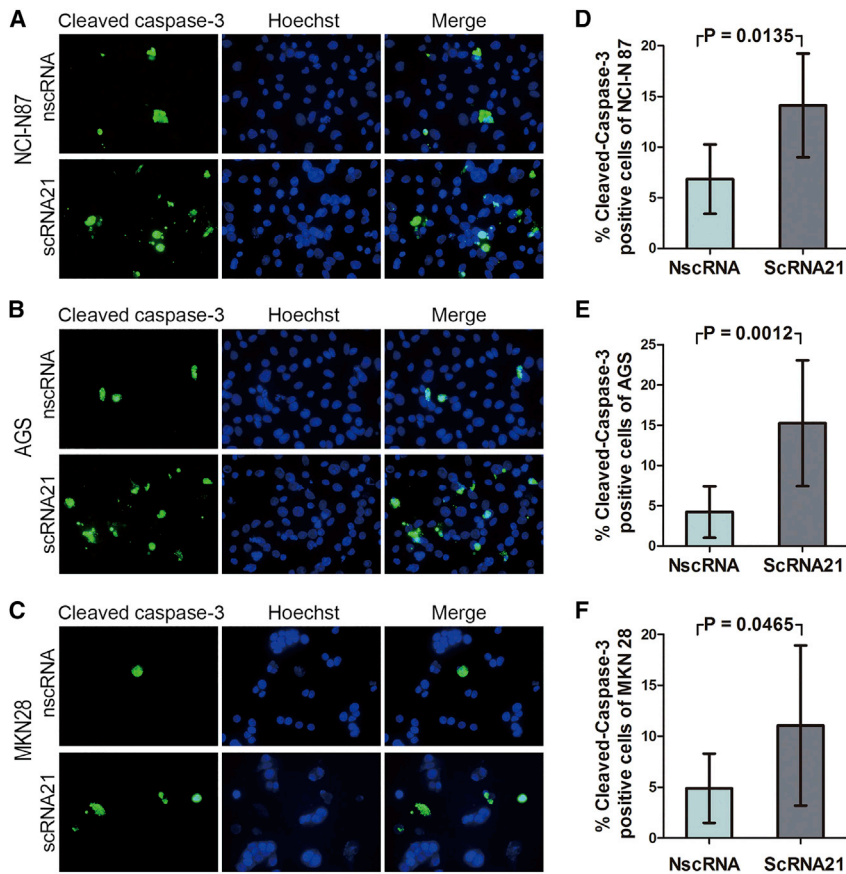 A
Cleaved caspase-3 Hoechst Merge
NCI-N87
nscRNA
scRNA21
B
Cleaved caspase-3 Hoechst Merge
AGS
nscRNA
scRNA21
C
Cleaved caspase-3 Hoechst Merge
MKN28
nscRNA
scRNA21
D
P = 0.0135
% Cleaved-Caspase-3
positive cells of NCI-N 87
20
15
10
5
0
NscRNA ScRNA21
E
P = 0.0012
% Cleaved-Caspase-3
positive cells of AGS
25
20
15
10
5
0
NscRNA ScRNA21
F
P = 0.0465
% Cleaved-Caspase-3
positive cells of MKN 28
20
15
10
5
0
NscRNA ScRNA21